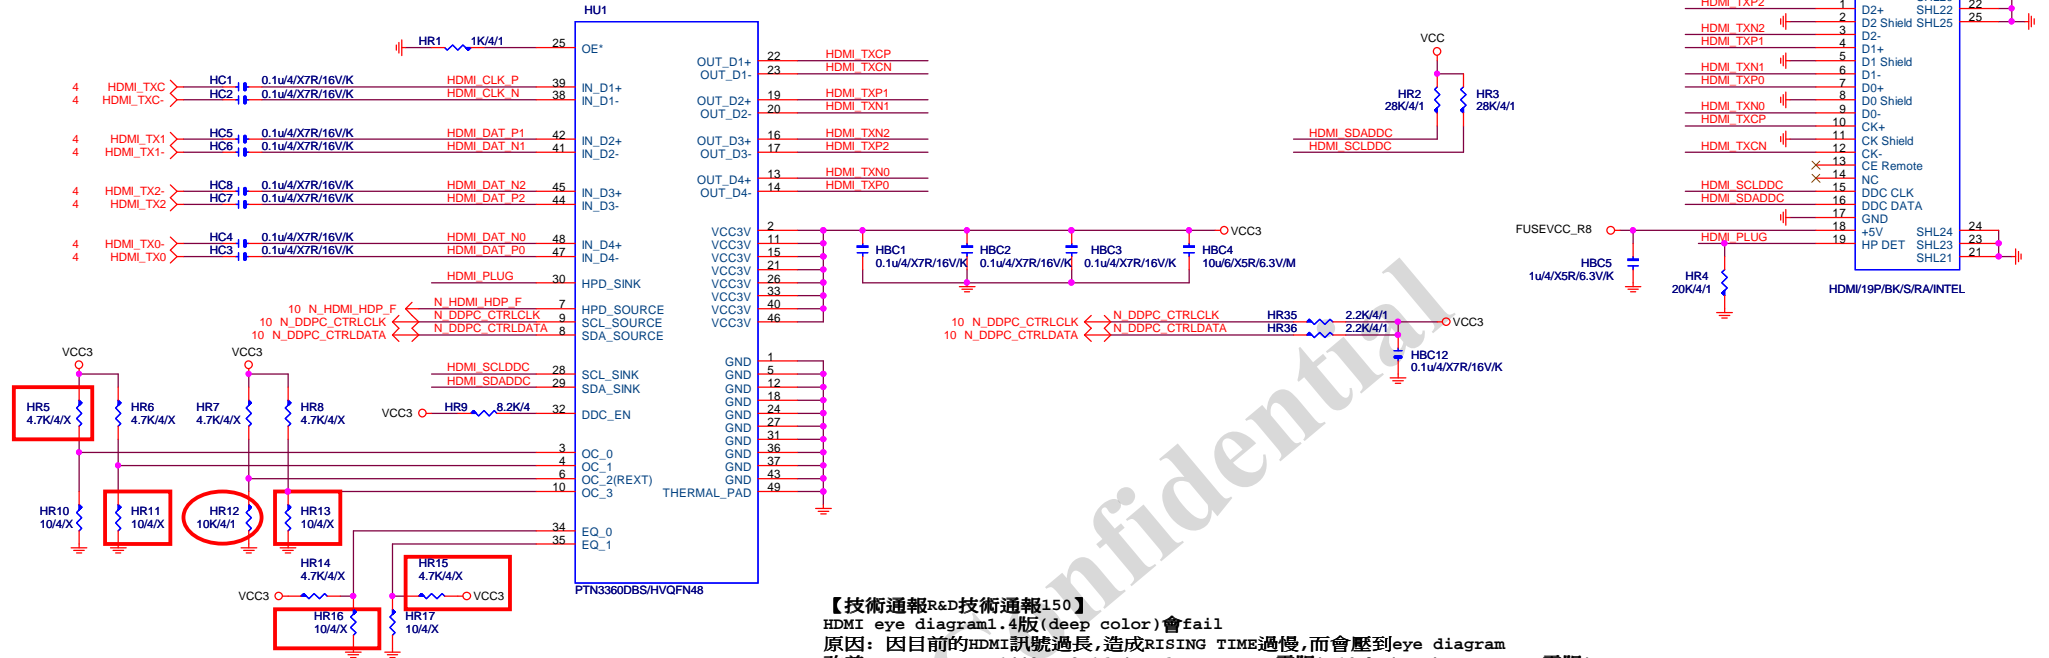 HU1
HR1 1K/4/1 25 OE*
4 HDMI_TXC HC1 0.1u/4/X7R/16V/K HDMI_CLK_P 39 IN_D1+
4 HDMI_TXC- HC2 0.1u/4/X7R/16V/K HDMI_CLK_N 38 IN_D1-
4 HDMI_TX1 HC5 0.1u/4/X7R/16V/K HDMI_DAT_P1 42 IN_D2+
4 HDMI_TX1- HC6 0.1u/4/X7R/16V/K HDMI_DAT_N1 41 IN_D2-
4 HDMI_TX2- HC8 0.1u/4/X7R/16V/K HDMI_DAT_N2 45 IN_D3+
4 HDMI_TX2 HC7 0.1u/4/X7R/16V/K HDMI_DAT_P2 44 IN_D3-
4 HDMI_TX0- HC4 0.1u/4/X7R/16V/K HDMI_DAT_N0 48 IN_D4+
4 HDMI_TX0 HC3 0.1u/4/X7R/16V/K HDMI_DAT_P0 47 IN_D4-
HDMI_PLUG 30 HPD_SINK
10 N_HDMI_HDP_F N_HDMI_HDP_F 7 HPD_SOURCE
10 N_DDPC_CTRLCLK N_DDPC_CTRLCLK 9 SCL_SOURCE
10 N_DDPC_CTRLDATA N_DDPC_CTRLDATA 8 SDA_SOURCE
HDMI_SCLDDC 28 SCL_SINK
HDMI_SDADDC 29 SDA_SINK
VCC3 HR9 8.2K/4 32 DDC_EN
3 OC_0
4 OC_1
6 OC_2(REXT)
10 OC_3
34 EQ_0
35 EQ_1
VCC3 VCC3
HR5 4.7K/4/X
HR6 4.7K/4/X
HR7 4.7K/4/X
HR8 4.7K/4/X
HR10 10/4/X
HR11 10/4/X
HR12 10K/4/1
HR13 10/4/X
HR14 4.7K/4/X
HR15 4.7K/4/X
VCC3 VCC3
HR16 10/4/X
HR17 10/4/X
OUT_D1+ 22 HDMI_TXCP
OUT_D1- 23 HDMI_TXCN
OUT_D2+ 19 HDMI_TXP1
OUT_D2- 20 HDMI_TXN1
OUT_D3+ 16 HDMI_TXN2
OUT_D3- 17 HDMI_TXP2
OUT_D4+ 13 HDMI_TXN0
OUT_D4- 14 HDMI_TXP0
VCC3V 2
VCC3V 11
VCC3V 15
VCC3V 21
VCC3V 26
VCC3V 33
VCC3V 40
VCC3V 46
GND 1
GND 5
GND 12
GND 18
GND 24
GND 27
GND 31
GND 36
GND 37
GND 43
THERMAL_PAD 49
PTN3360DBS/HVQFN48
VCC3
HBC1 0.1u/4/X7R/16V/K
HBC2 0.1u/4/X7R/16V/K
HBC3 0.1u/4/X7R/16V/K
HBC4 10u/6/X5R/6.3V/M
VCC
HR2 28K/4/1
HR3 28K/4/1
HDMI_SDADDC
HDMI_SCLDDC
10 N_DDPC_CTRLCLK N_DDPC_CTRLCLK HR35 2.2K/4/1 VCC3
10 N_DDPC_CTRLDATA N_DDPC_CTRLDATA HR36 2.2K/4/1
HBC12 0.1u/4/X7R/16V/K
HDMI_TXP2 1 D2+ SHL22 22
2 D2 Shield SHL25 25
HDMI_TXN2 3 D2-
HDMI_TXP1 4 D1+
5 D1 Shield
HDMI_TXN1 6 D1-
HDMI_TXP0 7 D0+
8 D0 Shield
HDMI_TXN0 9 D0-
HDMI_TXCP 10 CK+
11 CK Shield
HDMI_TXCN 12 CK-
13 CE Remote
14 NC
HDMI_SCLDDC 15 DDC CLK
HDMI_SDADDC 16 DDC DATA
17 GND
FUSEVCC_R8 18 +5V SHL24 24
HDMI_PLUG 19 HP DET SHL23 23
SHL21 21
HBC5 1u/4/X5R/6.3V/K
HR4 20K/4/1
HDMI/19P/BK/S/RA/INTEL
Confidential
【技術通報R&D技術通報150】
HDMI eye diagram1.4版(deep color)會fail
原因: 因目前的HDMI訊號過長,造成RISING TIME過慢,而會壓到eye diagram